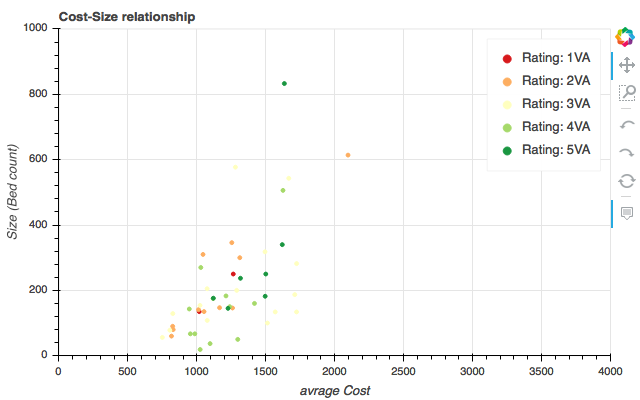 Cost-Size relationship
1000
800
600
400
200
0
Size (Bed count)
Rating: 1VA
Rating: 2VA
Rating: 3VA
Rating: 4VA
Rating: 5VA
0 500 1000 1500 2000 2500 3000 3500 4000
avrage Cost